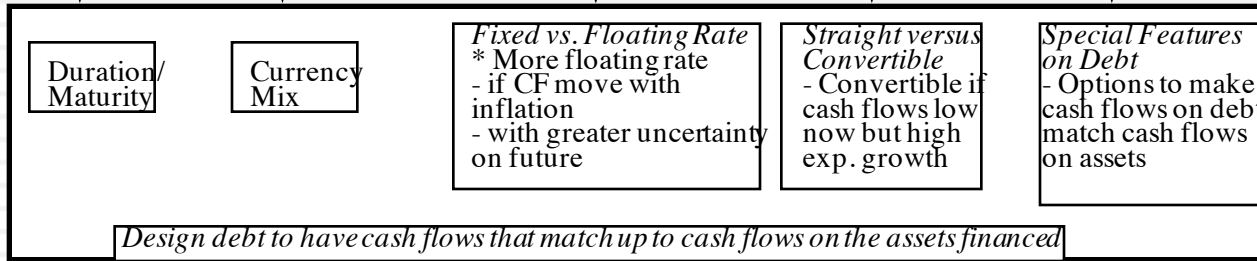 Duration/
Maturity
Currency
Mix
Fixed vs. Floating Rate
* More floating rate
- if CF move with
inflation
- with greater uncertainty
on future
Straight versus
Convertible
- Convertible if
cash flows low
now but high
exp. growth
Special Features
on Debt
- Options to make
cash flows on debt
match cash flows
on assets
Design debt to have cash flows that match up to cash flows on the assets financed